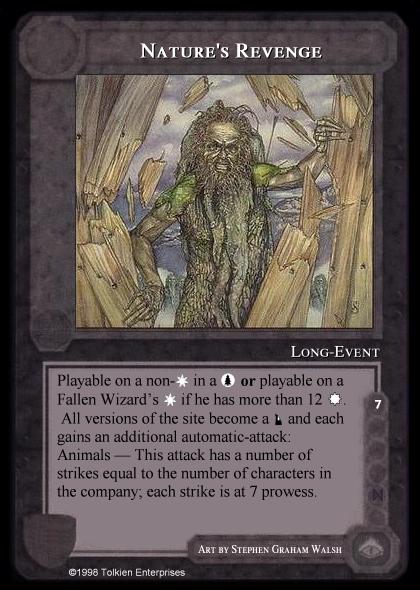 Nature's Revenge
Long-Event
Playable on a non- in a or playable on a
Fallen Wizard's if he has more than 12 .
All versions of the site become a and each
gains an additional automatic-attack:
Animals — This attack has a number of
strikes equal to the number of characters in
the company; each strike is at 7 prowess.
7
Art by Stephen Graham Walsh
©1998 Tolkien Enterprises